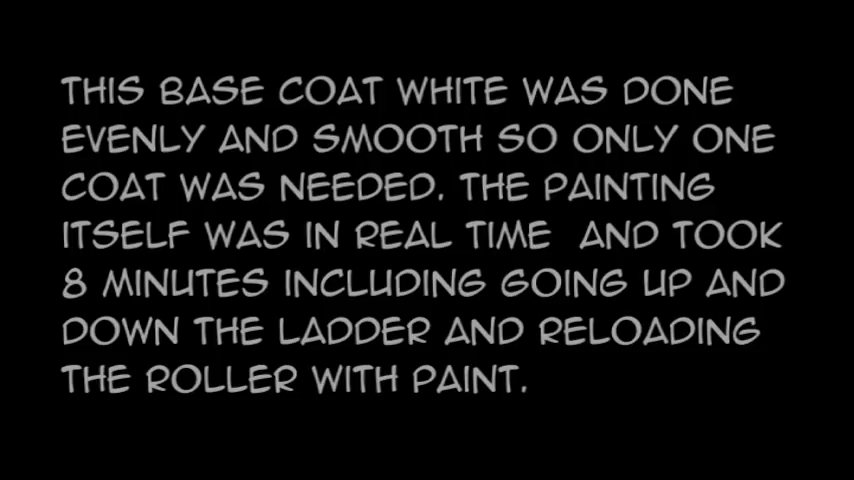 THIS BASE COAT WHITE WAS DONE
EVENLY AND SMOOTH SO ONLY ONE
COAT WAS NEEDED. THE PAINTING
ITSELF WAS IN REAL TIME  AND TOOK
8 MINUTES INCLUDING GOING UP AND
DOWN THE LADDER AND RELOADING
THE ROLLER WITH PAINT.